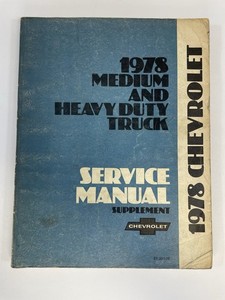 1978
MEDIUM
AND
HEAVY DUTY
TRUCK
SERVICE
MANUAL
SUPPLEMENT
CHEVROLET
1978 CHEVROLET